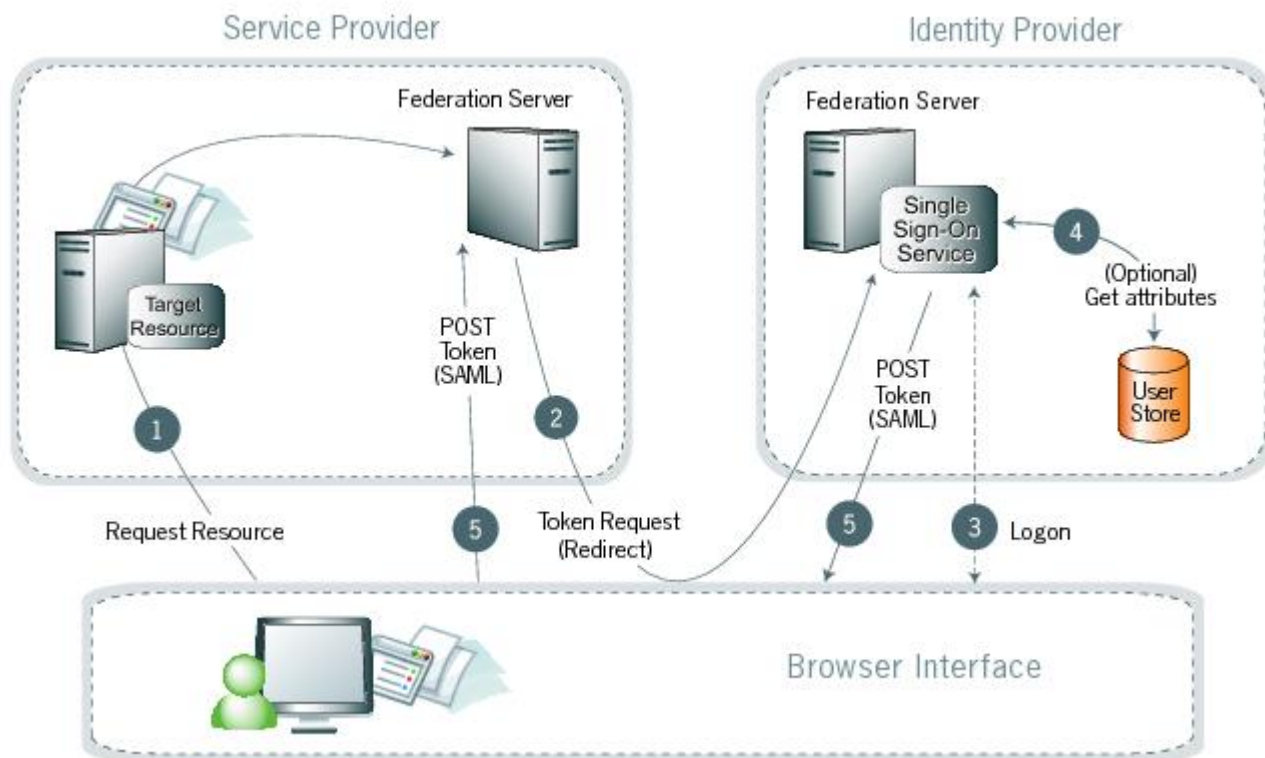 Service Provider
Identity Provider
Federation Server
Federation Server
Target
Resource
Single
Sign-On
Service
4
(Optional)
Get attributes
User
Store
POST
Token
(SAML)
POST
Token
(SAML)
1
2
Request Resource
5
Token Request
(Redirect)
5
3
Logon
Browser Interface